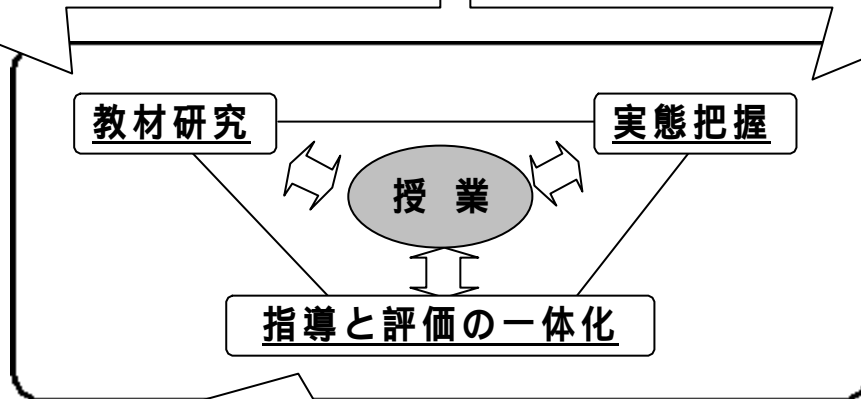 教材研究
実態把握
授業
指導と評価の一体化